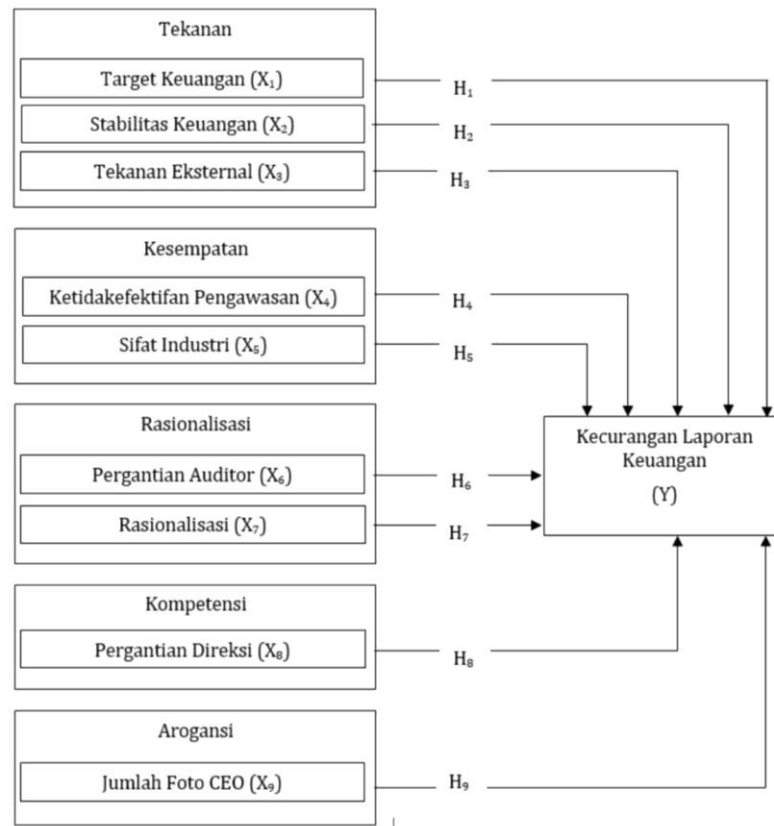 Tekanan
Target Keuangan (X₁)
H₁
Stabilitas Keuangan (X₂)
H₂
Tekanan Eksternal (X₃)
H₃
Kesempatan
Ketidakefektifan Pengawasan (X₄)
H₄
Sifat Industri (X₅)
H₅
Rasionalisasi
Pergantian Auditor (X₆)
H₆
Rasionalisasi (X₇)
H₇
Kecurangan Laporan
Keuangan
(Y)
Kompetensi
Pergantian Direksi (X₈)
H₈
Arogansi
Jumlah Foto CEO (X₉)
H₉